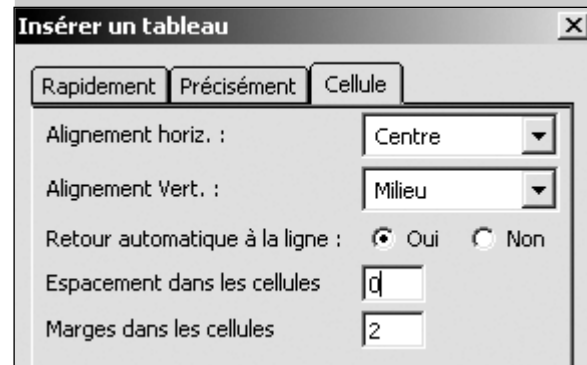 Insérer un tableau
Rapidement Précisément Cellule
Alignement horiz. : Centre
Alignement Vert. : Milieu
Retour automatique à la ligne : Oui Non
Espacement dans les cellules 0
Marges dans les cellules 2